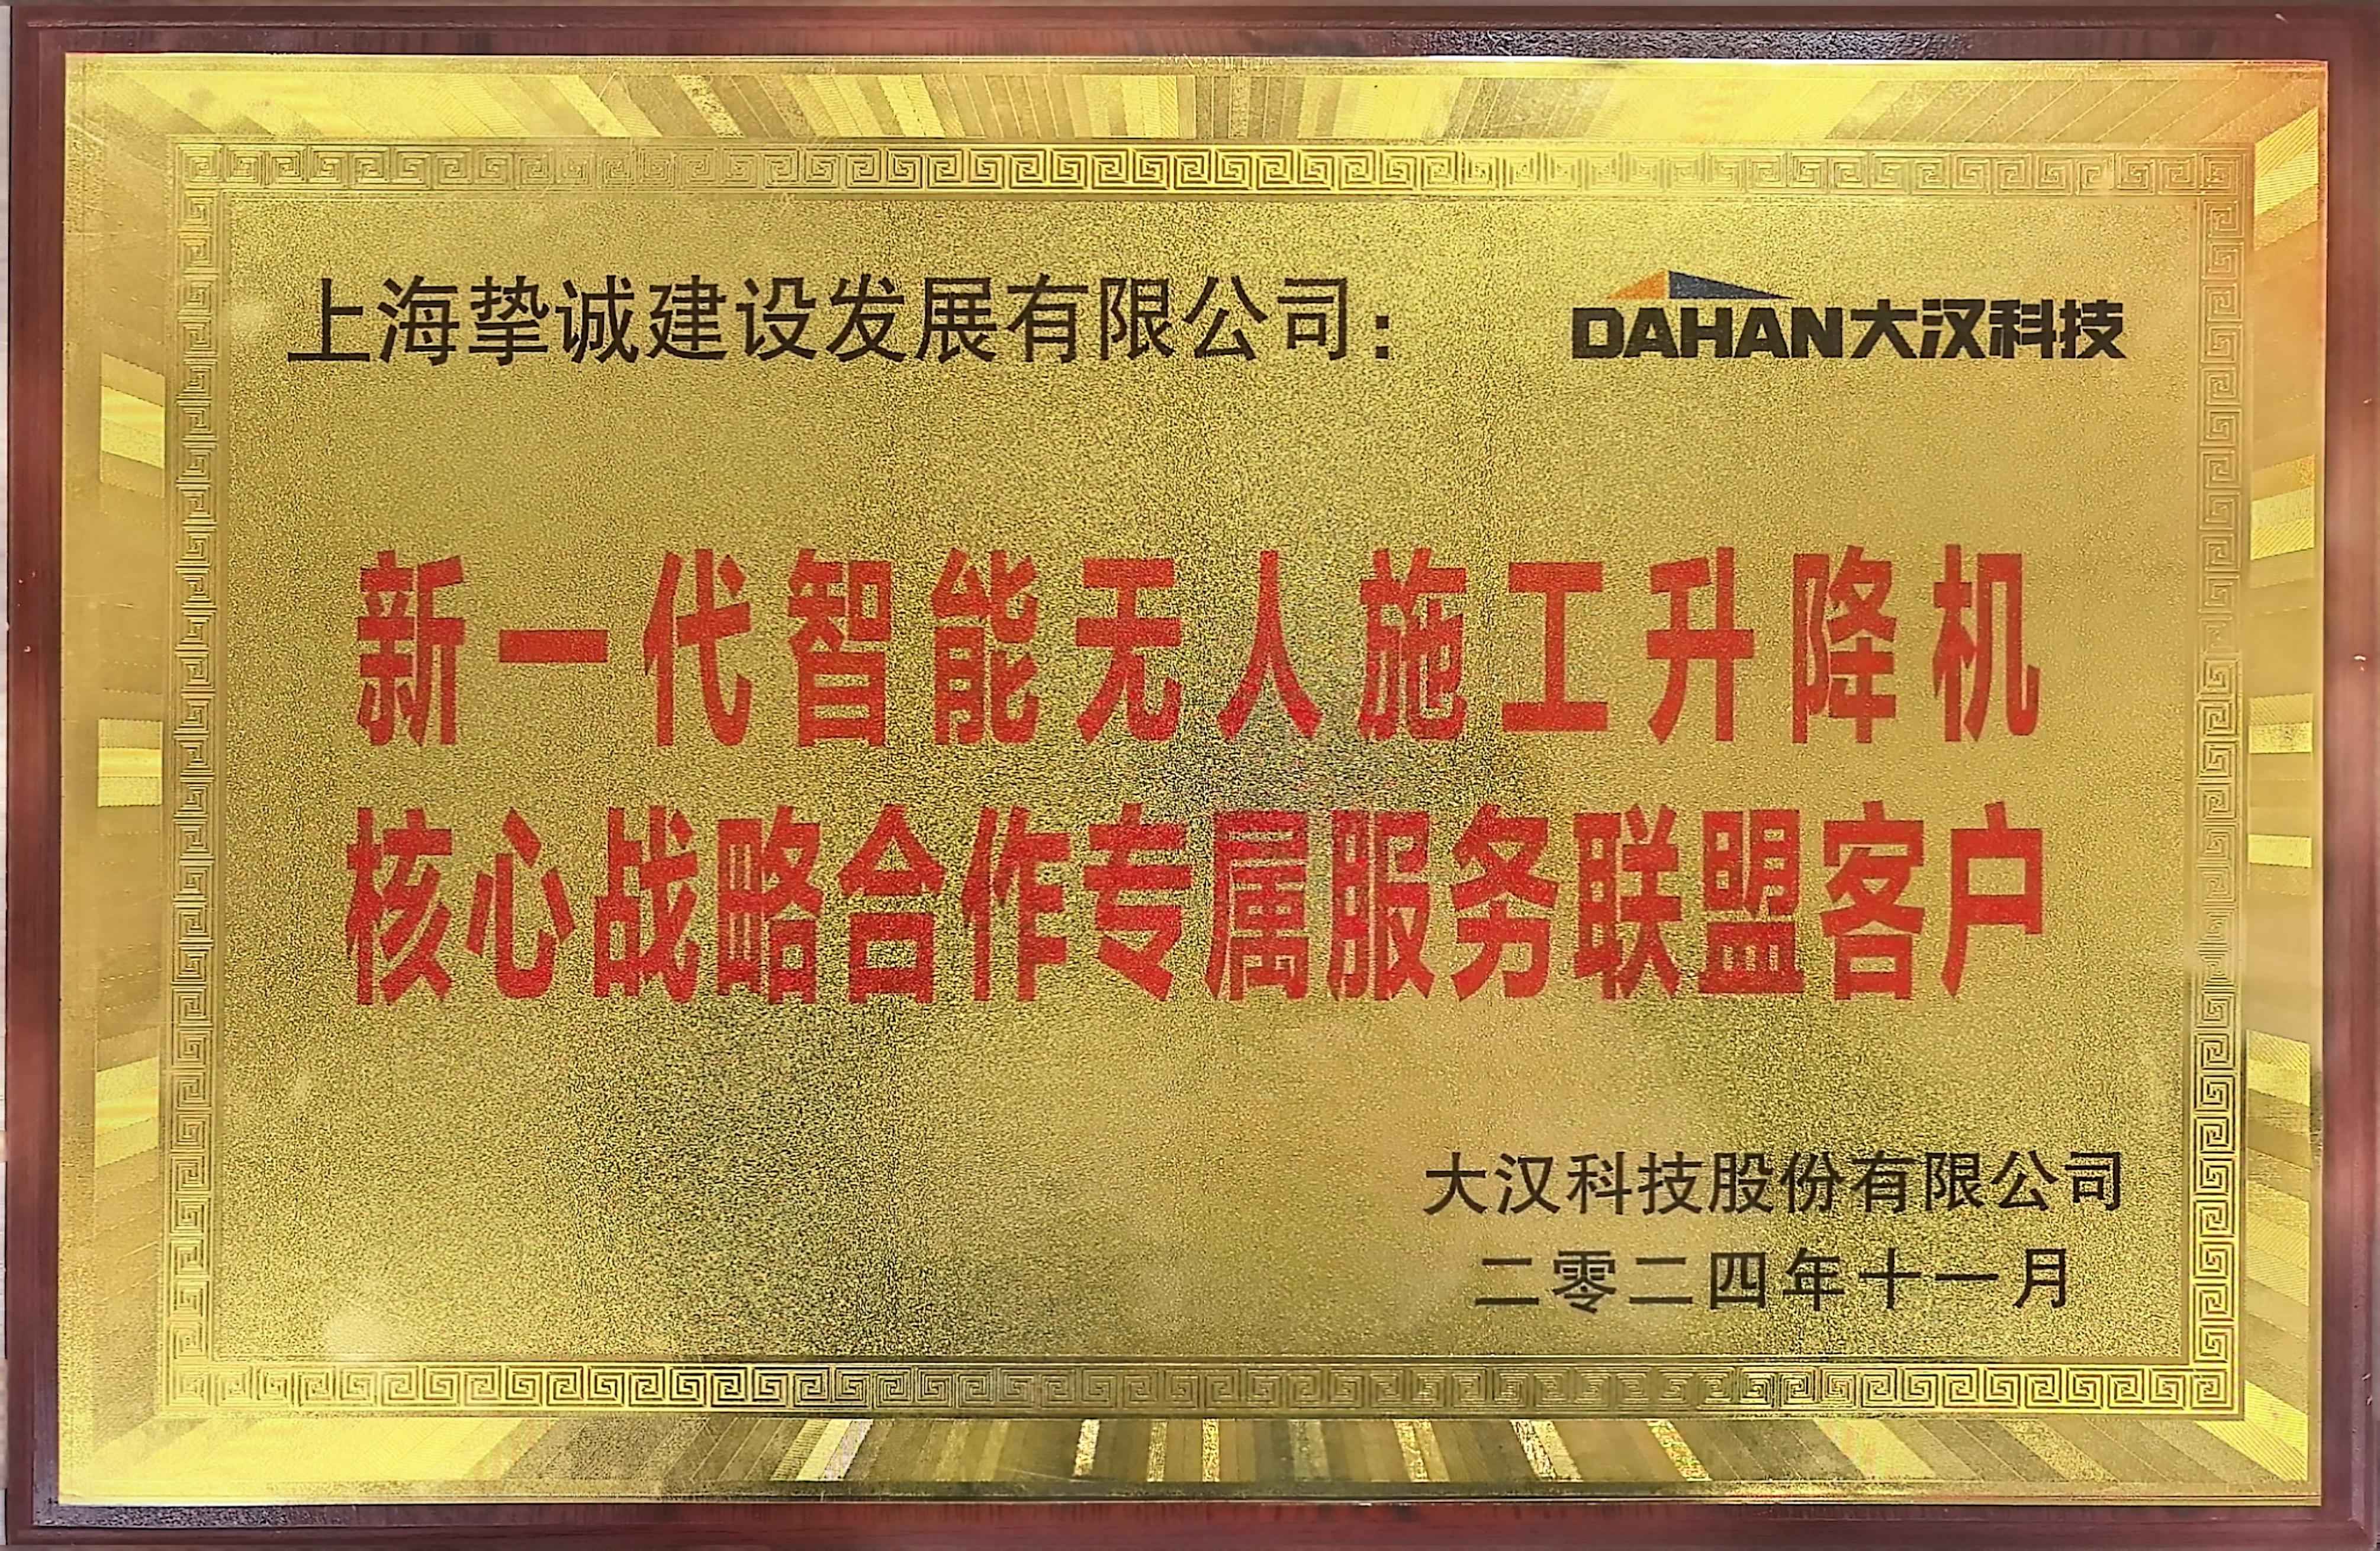 上海挚诚建设发展有限公司：
DAHAN大汉科技
新一代智能无人施工升降机
核心战略合作专属服务联盟客户
大汉科技股份有限公司
二零二四年十一月